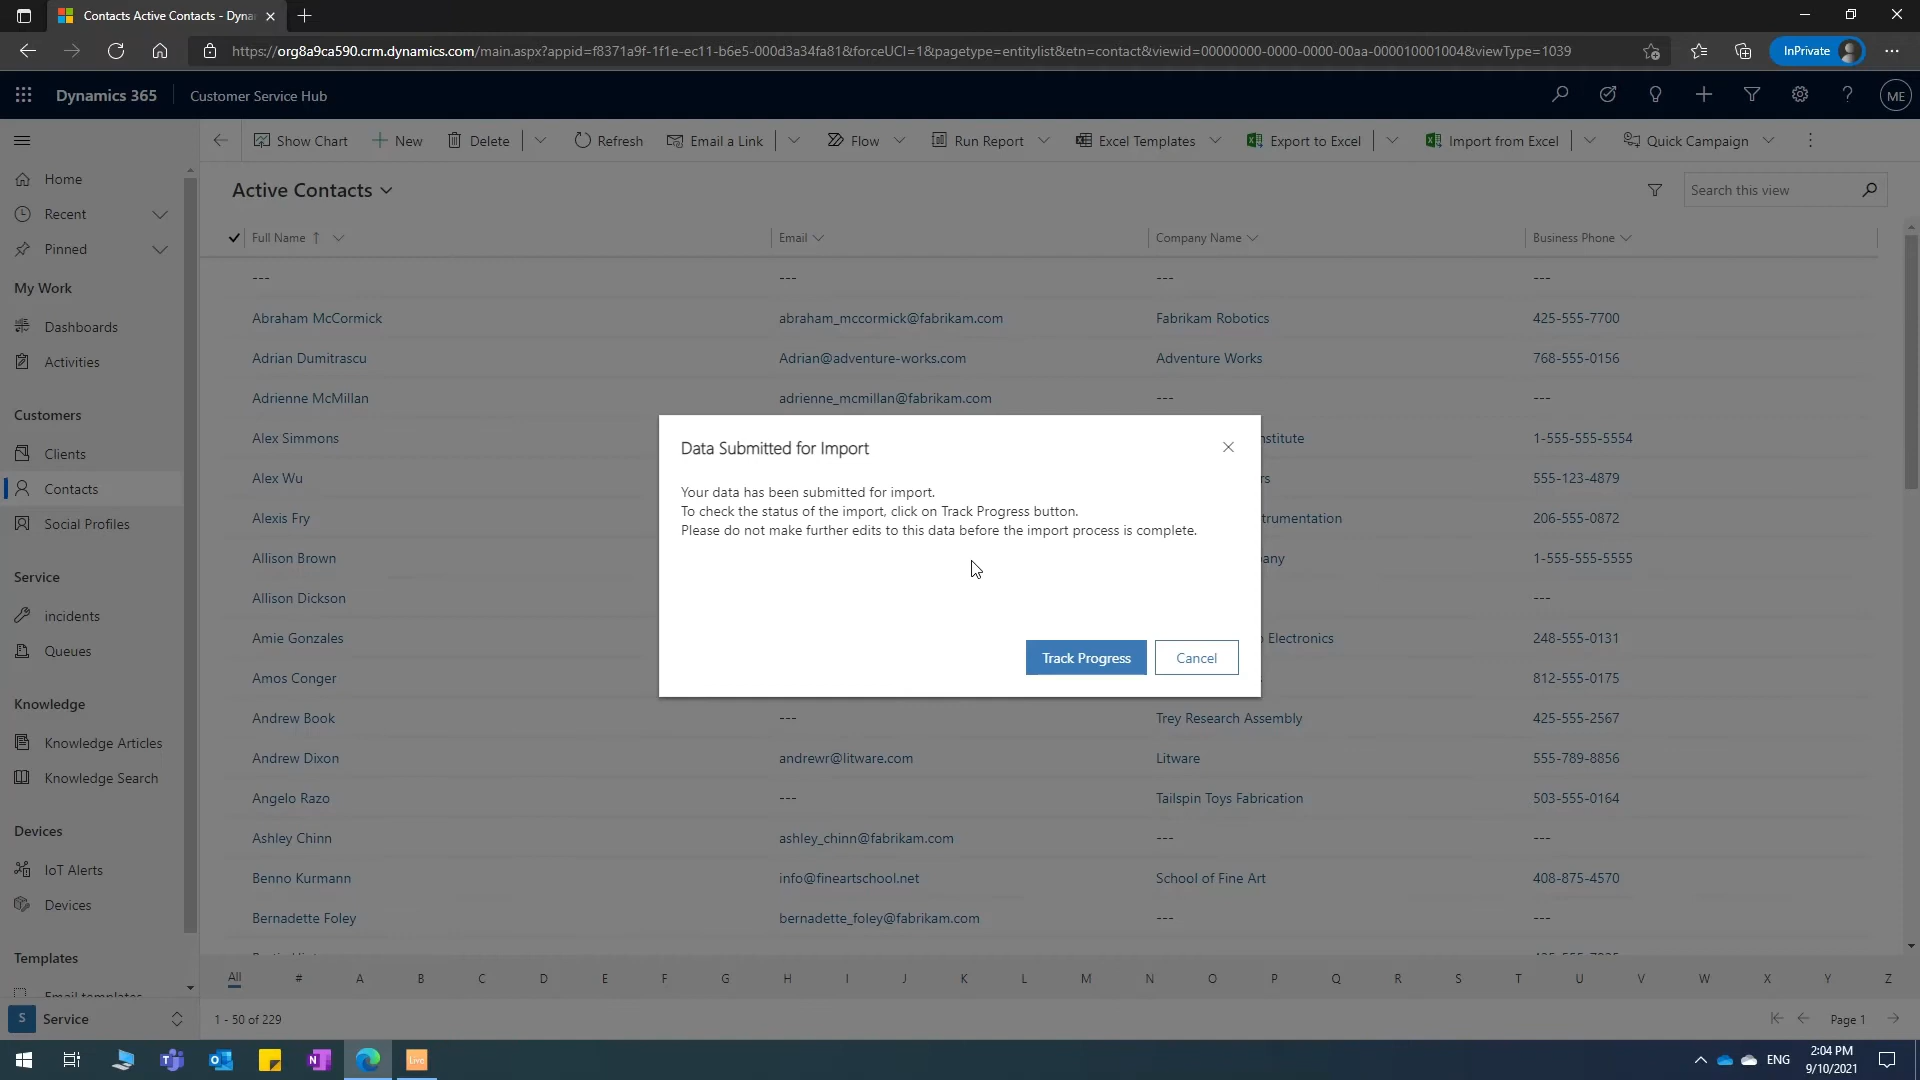 Contacts Active Contacts - Dyna
https://org8a9ca590.crm.dynamics.com/main.aspx?appid=f8371a9f-1f1e-ec11-b6e5-000d3a34fa81&forceUCI=1&pagetype=entitylist&etn=contact&viewid=00000000-0000-0000-00aa-000010001004&viewType=1039
InPrivate
Dynamics 365
Customer Service Hub
ME
Show Chart
New
Delete
Refresh
Email a Link
Flow
Run Report
Excel Templates
Export to Excel
Import from Excel
Quick Campaign
Home
Recent
Pinned
My Work
Dashboards
Activities
Customers
Clients
Contacts
Social Profiles
Service
incidents
Queues
Knowledge
Knowledge Articles
Knowledge Search
Devices
IoT Alerts
Devices
Templates
Email templates
S Service
Active Contacts
Search this view
Full Name Email Company Name Business Phone
--- --- --- ---
Abraham McCormick abraham_mccormick@fabrikam.com Fabrikam Robotics 425-555-7700
Adrian Dumitrascu Adrian@adventure-works.com Adventure Works 768-555-0156
Adrienne McMillan adrienne_mcmillan@fabrikam.com --- ---
Alex Simmons nstitute 1-555-555-5554
Alex Wu rs 555-123-4879
Alexis Fry trumentation 206-555-0872
Allison Brown any 1-555-555-5555
Allison Dickson ---
Amie Gonzales Electronics 248-555-0131
Amos Conger 812-555-0175
Andrew Book --- Trey Research Assembly 425-555-2567
Andrew Dixon andrewr@litware.com Litware 555-789-8856
Angelo Razo --- Tailspin Toys Fabrication 503-555-0164
Ashley Chinn ashley_chinn@fabrikam.com --- ---
Benno Kurmann info@fineartschool.net School of Fine Art 408-875-4570
Bernadette Foley bernadette_foley@fabrikam.com --- ---
Data Submitted for Import
Your data has been submitted for import.
To check the status of the import, click on Track Progress button.
Please do not make further edits to this data before the import process is complete.
Track Progress
Cancel
All # A B C D E F G H I J K L M N O P Q R S T U V W X Y Z
1 - 50 of 229
Page 1
Live
ENG
2:04 PM
9/10/2021